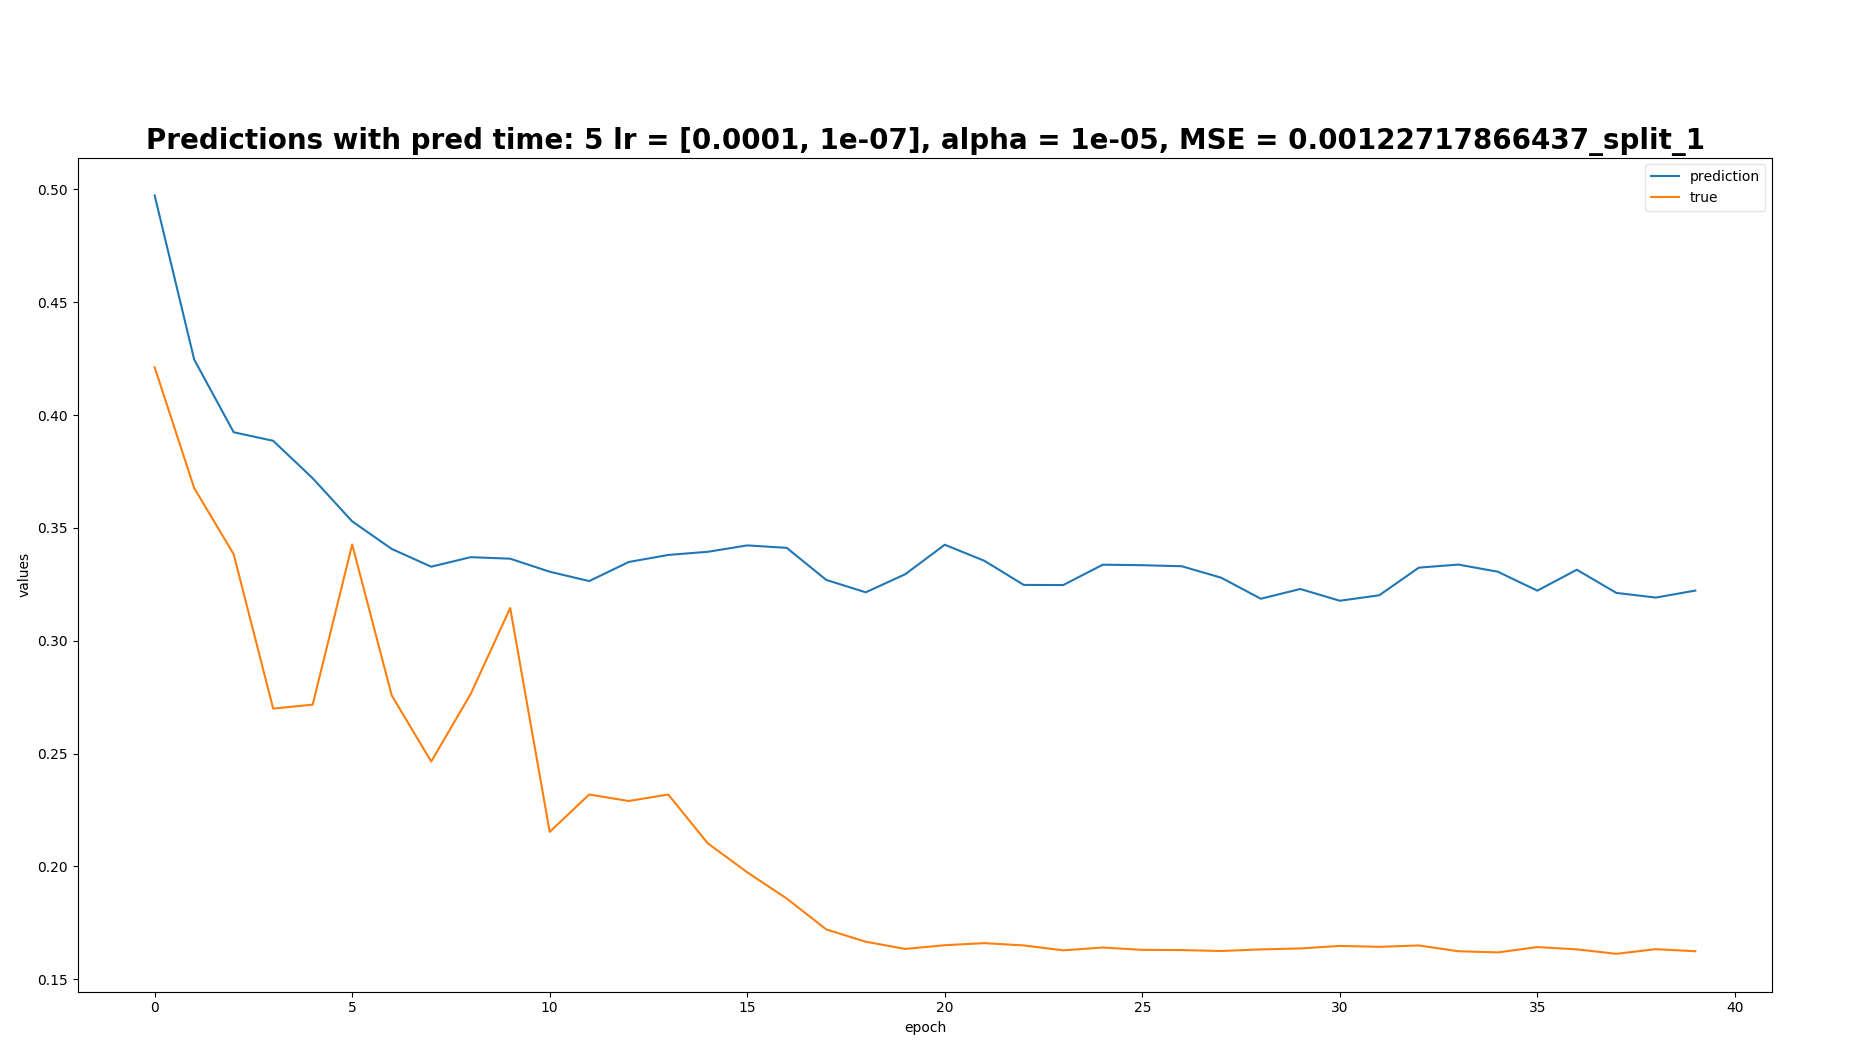 Predictions with pred time: 5 lr = [0.0001, 1e-07], alpha = 1e-05, MSE = 0.00122717866437_split_1
prediction
true
0.50
0.45
0.40
0.35
0.30
0.25
0.20
0.15
values
0 5 10 15 20 25 30 35 40
epoch